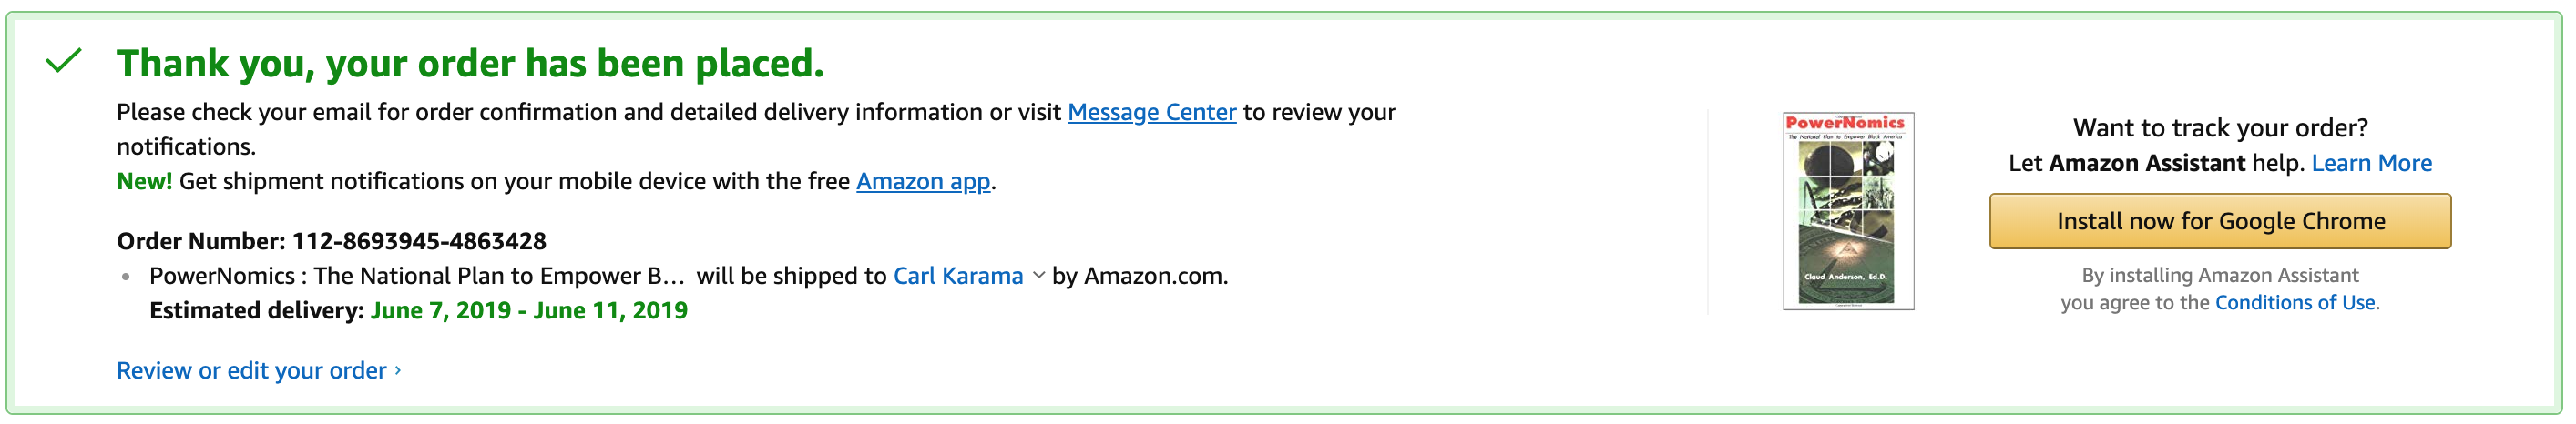 Thank you, your order has been placed.
Please check your email for order confirmation and detailed delivery information or visit Message Center to review your
notifications.
New! Get shipment notifications on your mobile device with the free Amazon app.
Order Number: 112-8693945-4863428
PowerNomics : The National Plan to Empower B... will be shipped to Carl Karama by Amazon.com.
Estimated delivery: June 7, 2019 - June 11, 2019
Review or edit your order ›
PowerNomics
The National Plan to Empower Black America
Claud Anderson, Ed.D.
Want to track your order?
Let Amazon Assistant help. Learn More
Install now for Google Chrome
By installing Amazon Assistant
you agree to the Conditions of Use.